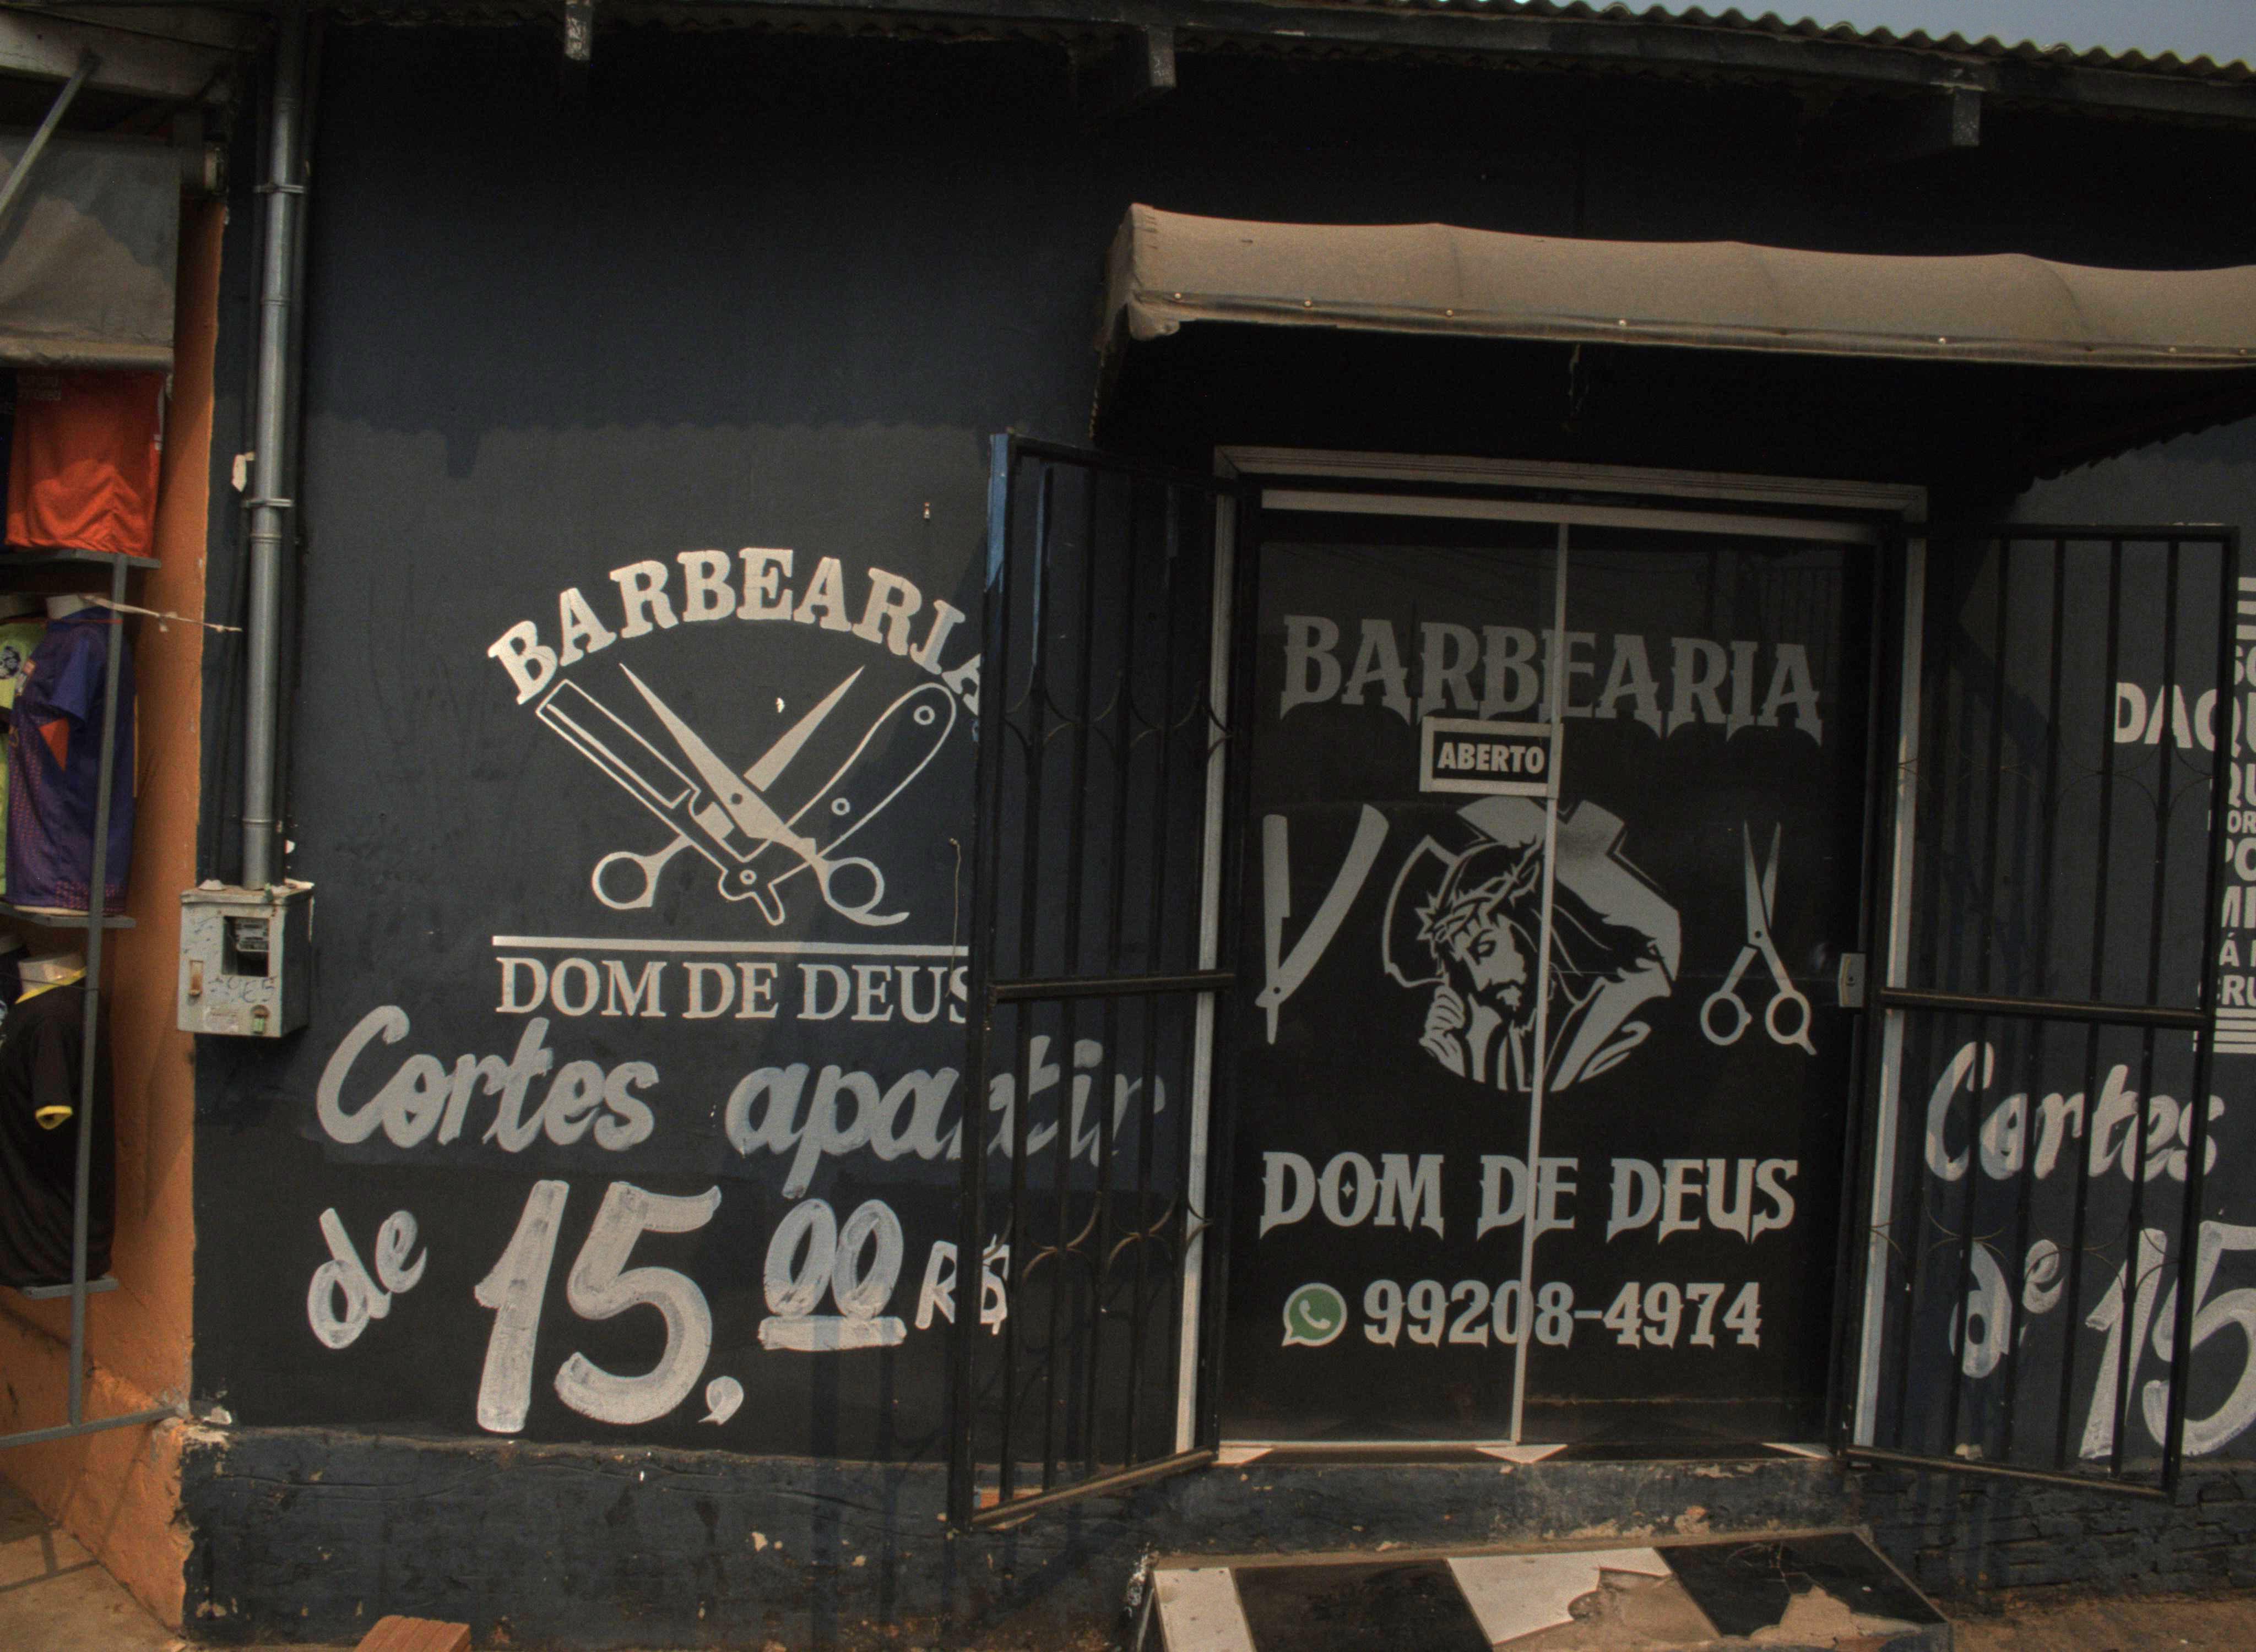 BARBEARIA
DOM DE DEUS
Cortes apartir
de 15,00 R$
BARBEARIA
ABERTO
DOM DE DEUS
99208-4974
Cortes
de 15